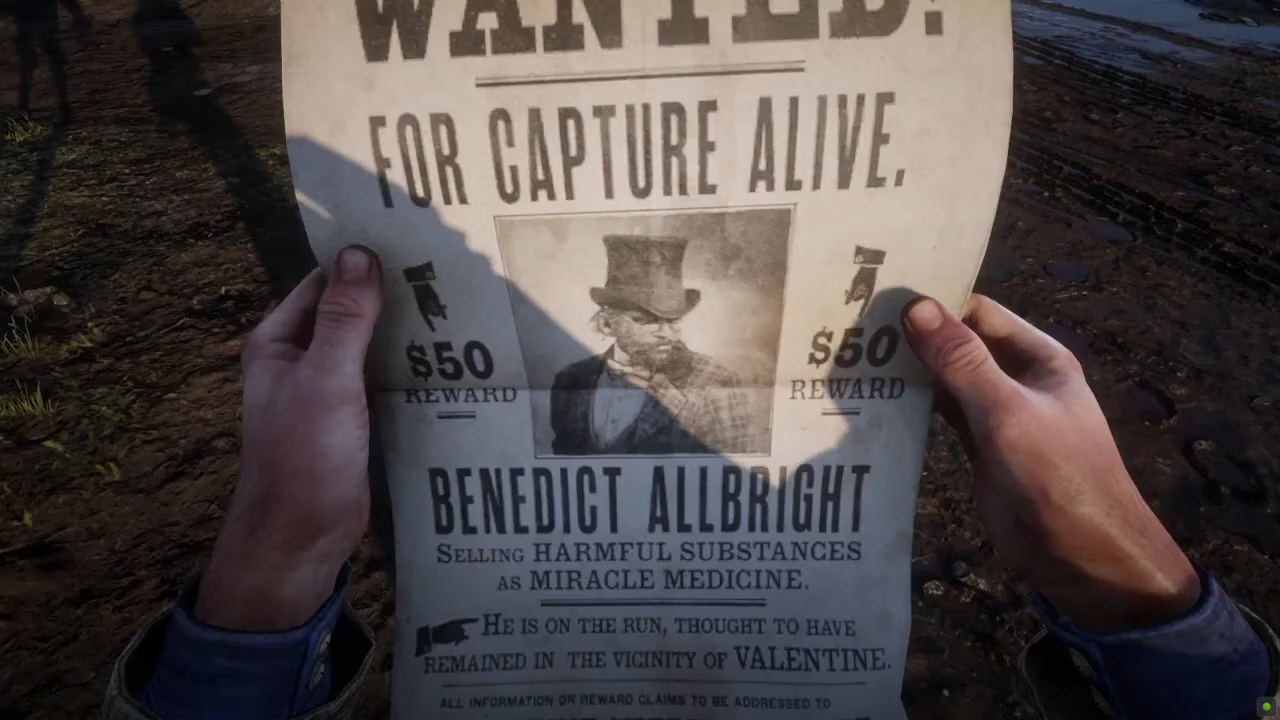 WANTED!
FOR CAPTURE ALIVE.
$50
REWARD
$50
REWARD
BENEDICT ALLBRIGHT
SELLING HARMFUL SUBSTANCES
AS MIRACLE MEDICINE.
HE IS ON THE RUN, THOUGHT TO HAVE
REMAINED IN THE VICINITY OF VALENTINE.
ALL INFORMATION OR REWARD CLAIMS TO BE ADDRESSED TO